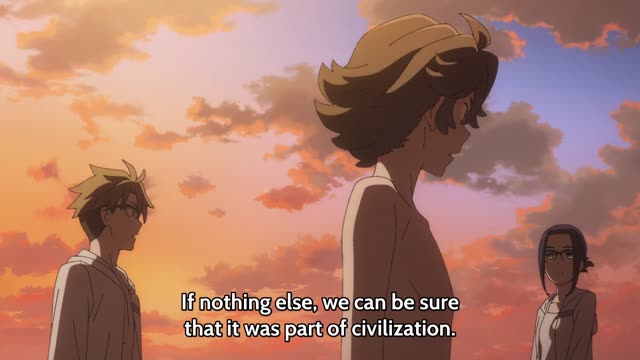 If nothing else, we can be sure
that it was part of civilization.